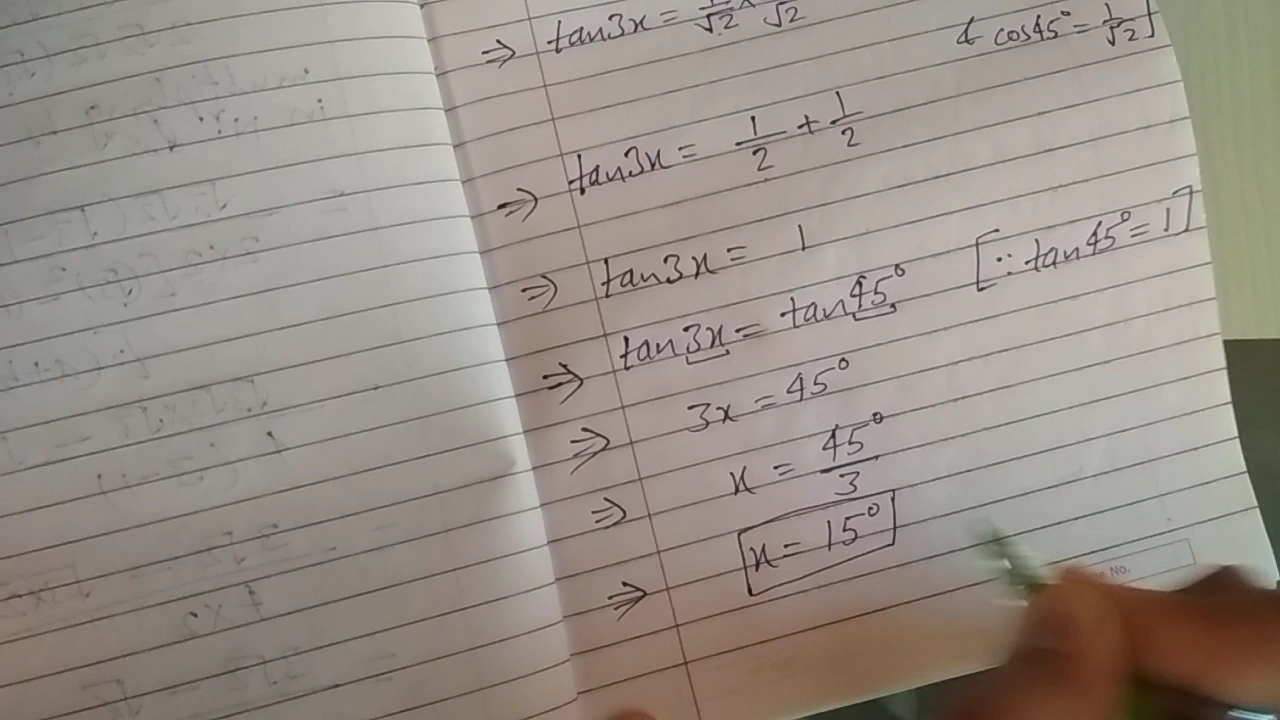 ⇒ tan3x = 1/√2 × /√2
& cos45° = 1/√2]
⇒ tan3x = 1/2 + 1/2
⇒ tan3x = 1
⇒ tan3x = tan45° [∵ tan45° = 1]
⇒ 3x = 45°
⇒ x = 45°/3
⇒ x = 15°
No.